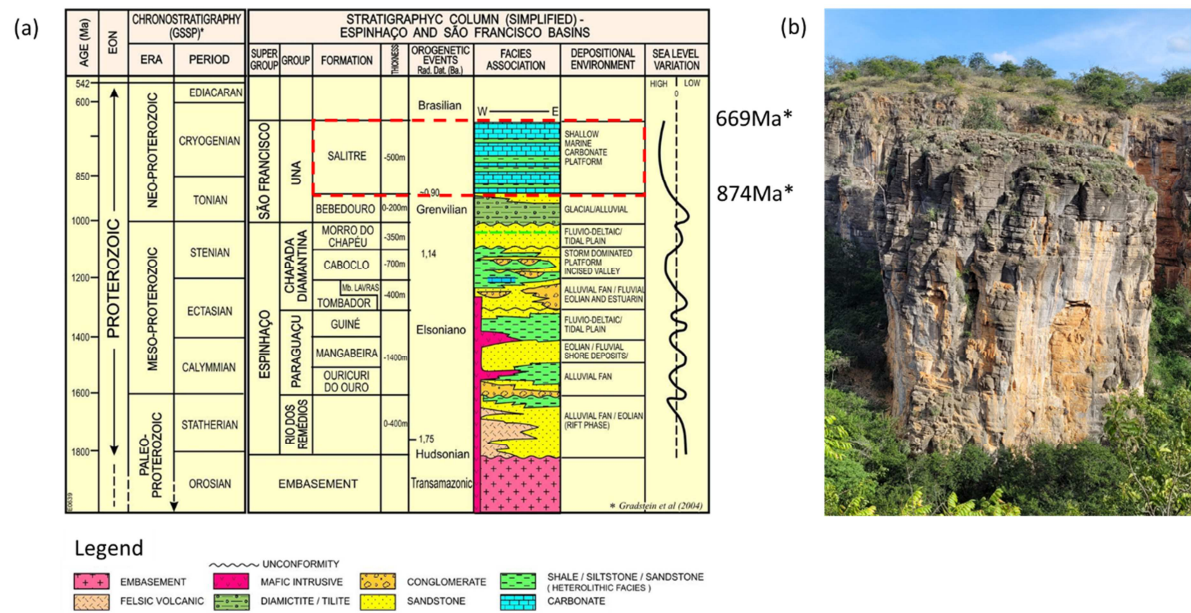 (a)
(b)
AGE (Ma)
EON
CHRONOSTRATIGRAPHY
(GSSP)*
ERA
PERIOD
STRATIGRAPHYC COLUMN (SIMPLIFIED) -
ESPINHAÇO AND SÃO FRANCISCO BASINS
SUPER
GROUP
GROUP
FORMATION
THICKNESS
OROGENETIC
EVENTS
Rad. Dat. (Ba.)
FACIES
ASSOCIATION
DEPOSITIONAL
ENVIRONMENT
SEA LEVEL
VARIATION
542
600
850
1000
1200
1400
1600
1800
PROTEROZOIC
NEO-PROTEROZOIC
MESO-PROTEROZOIC
PALEO-
PROTEROZOIC
EDIACARAN
CRYOGENIAN
TONIAN
STENIAN
ECTASIAN
CALYMMIAN
STATHERIAN
OROSIAN
SÃO FRANCISCO
ESPINHAÇO
UNA
CHAPADA
DIAMANTINA
PARAGUAÇU
RIO DOS
REMÉDIOS
SALITRE
BEBEDOURO
MORRO DO
CHAPÉU
CABOCLO
Mb. LAVRAS
TOMBADOR
GUINÉ
MANGABEIRA
OURICURI
DO OURO
EMBASEMENT
-500m
0-200m
-350m
-700m
-400m
-1400m
0-400m
Brasilian
~0,90
Grenvilian
1,14
Elsoniano
1,75
Hudsonian
Transamazonic
W
E
SHALLOW
MARINE
CARBONATE
PLATFORM
GLACIAL/ALLUVIAL
FLUVIO-DELTAIC/
TIDAL PLAIN
STORM DOMINATED
PLATFORM
INCISED VALLEY
ALLUVIAL FAN / FLUVIAL
EOLIAN AND ESTUARIN
FLUVIO-DELTAIC/
TIDAL PLAIN
EOLIAN / FLUVIAL
SHORE DEPOSITS/
ALLUVIAL FAN
ALLUVIAL FAN / EOLIAN
(RIFT PHASE)
HIGH
0
LOW
* Gradstein et al (2004)
669Ma*
874Ma*
Legend
UNCONFORMITY
EMBASEMENT
MAFIC INTRUSIVE
CONGLOMERATE
SHALE / SILTSTONE / SANDSTONE
( HETEROLITHIC FACIES )
FELSIC VOLCANIC
DIAMICTITE / TILITE
SANDSTONE
CARBONATE